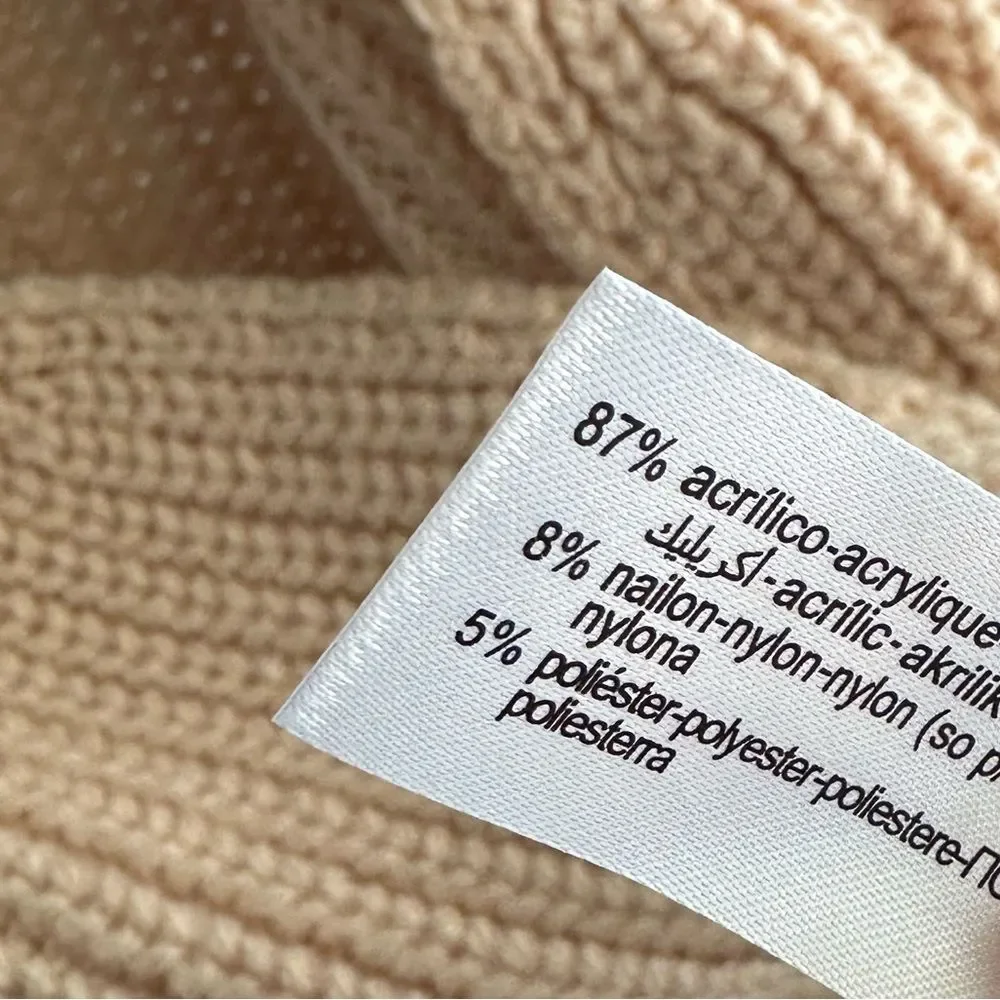 87% acrílico-acrylique
اكريليك-acrílic-akrilik
8% nailon-nylon-nylon (so
nylona
5% poliéster-polyester-poliestere-
poliesterra